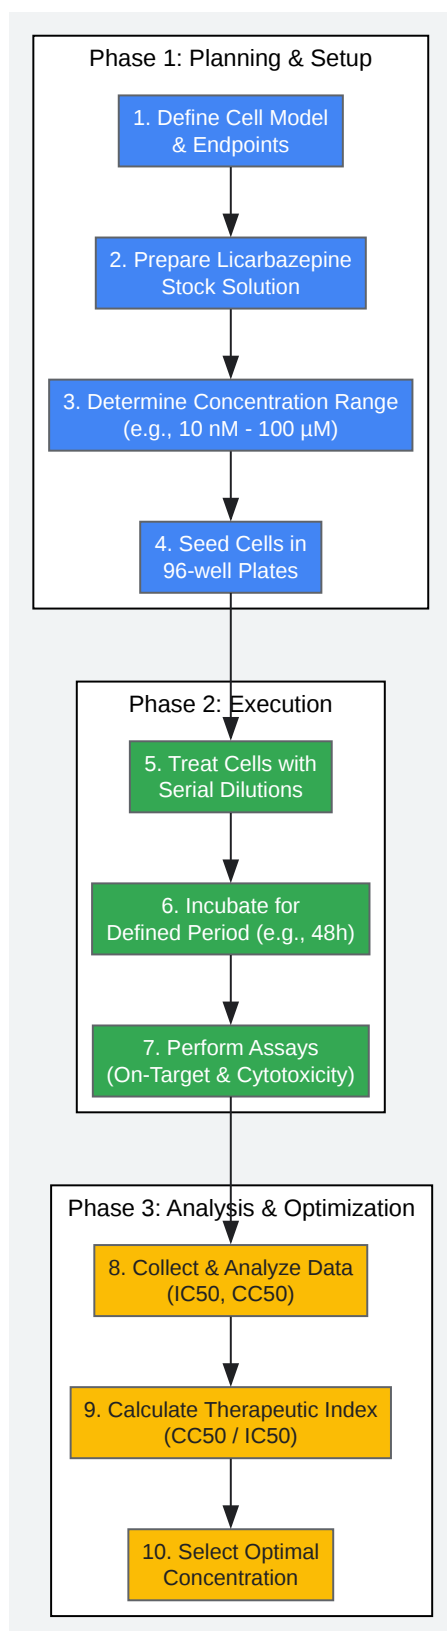 Phase 1: Planning & Setup
1. Define Cell Model
& Endpoints
2. Prepare Licarbazepine
Stock Solution
3. Determine Concentration Range
(e.g., 10 nM - 100 µM)
4. Seed Cells in
96-well Plates
Phase 2: Execution
5. Treat Cells with
Serial Dilutions
6. Incubate for
Defined Period (e.g., 48h)
7. Perform Assays
(On-Target & Cytotoxicity)
Phase 3: Analysis & Optimization
8. Collect & Analyze Data
(IC50, CC50)
9. Calculate Therapeutic Index
(CC50 / IC50)
10. Select Optimal
Concentration